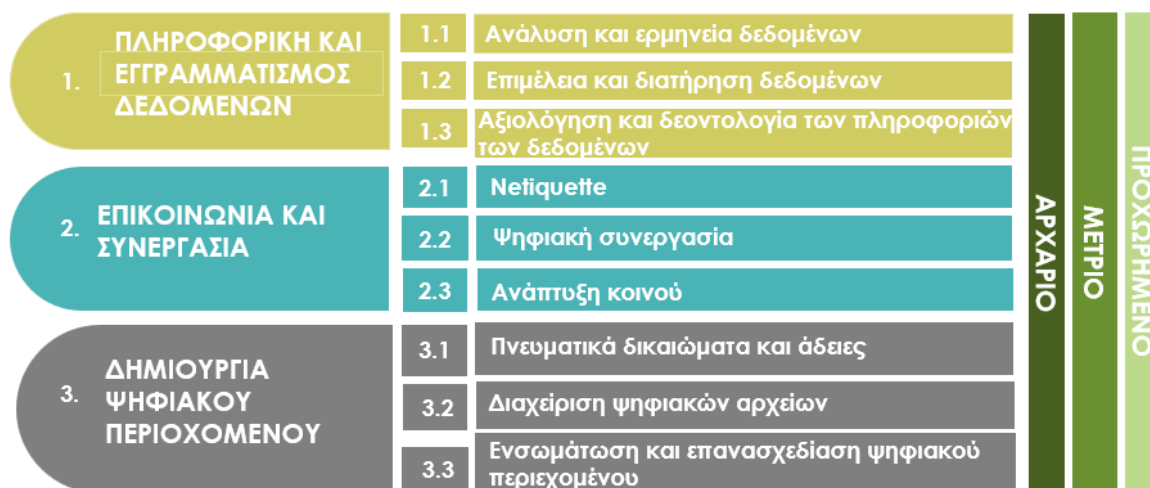 1.
ΠΛΗΡΟΦΟΡΙΚΗ ΚΑΙ
ΕΓΓΡΑΜΜΑΤΙΣΜΟΣ
ΔΕΔΟΜΕΝΩΝ
1.1 Ανάλυση και ερμηνεία δεδομένων
1.2 Επιμέλεια και διατήρηση δεδομένων
1.3 Αξιολόγηση και δεοντολογία των πληροφοριών
των δεδομένων
2.
ΕΠΙΚΟΙΝΩΝΙΑ ΚΑΙ
ΣΥΝΕΡΓΑΣΙΑ
2.1 Netiquette
2.2 Ψηφιακή συνεργασία
2.3 Ανάπτυξη κοινού
3.
ΔΗΜΙΟΥΡΓΙΑ
ΨΗΦΙΑΚΟΥ
ΠΕΡΙΟΧΟΜΕΝΟΥ
3.1 Πνευματικά δικαιώματα και άδειες
3.2 Διαχείριση ψηφιακών αρχείων
3.3 Ενσωμάτωση και επανασχεδίαση ψηφιακού
περιεχομένου
ΑΡΧΑΡΙΟ
ΜΕΤΡΙΟ
ΠΡΟΧΩΡΗΜΕΝΟ